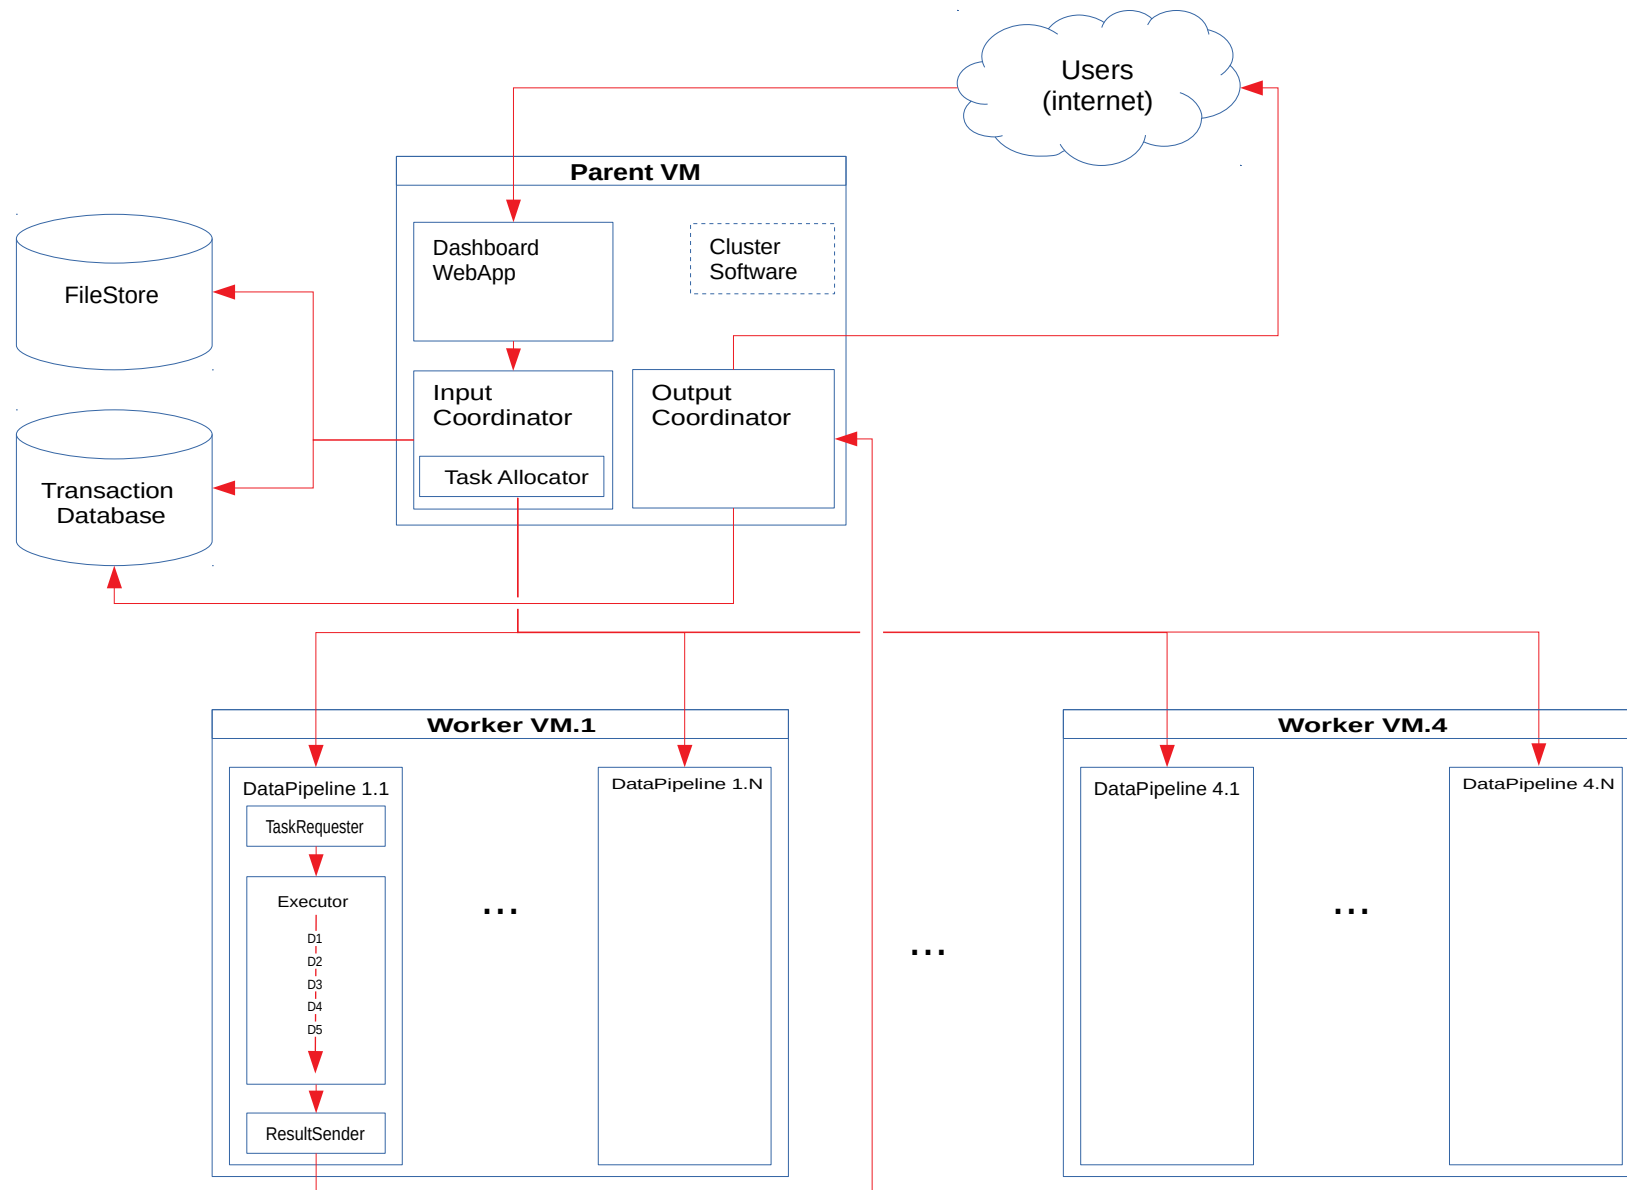 Users
(internet)
Parent VM
Dashboard
WebApp
Cluster
Software
FileStore
Input
Coordinator
Output
Coordinator
Task Allocator
Transaction
Database
Worker VM.1
Worker VM.4
DataPipeline 1.1
DataPipeline 1.N
DataPipeline 4.1
DataPipeline 4.N
TaskRequester
Executor
...
...
D1
D2
D3
D4
D5
...
ResultSender